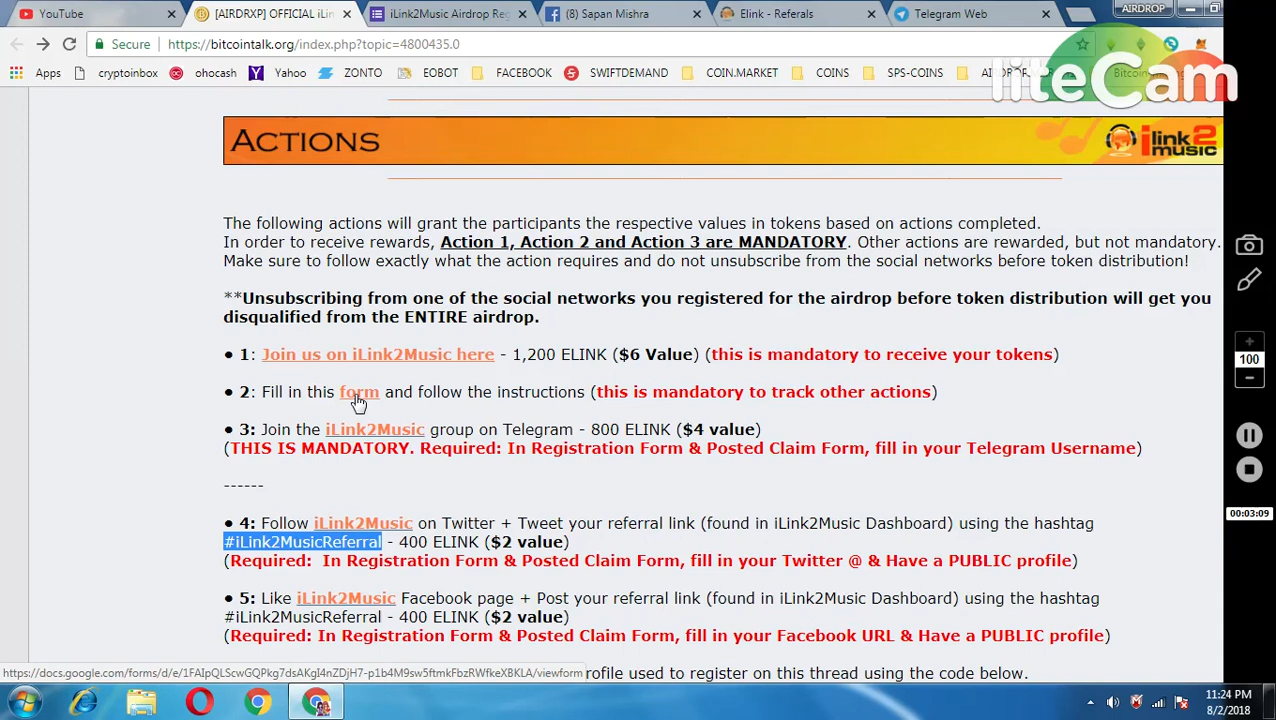 YouTube
[AIRDRXP] OFFICIAL iLin
iLink2Music Airdrop Reg
(8) Sapan Mishra
Elink - Referals
Telegram Web
AIRDROP
Secure
https://bitcointalk.org/index.php?topic=4800435.0
Apps
cryptoinbox
ohocash
Yahoo
ZONTO
EOBOT
FACEBOOK
SWIFTDEMAND
COIN.MARKET
COINS
SPS-COINS
liteCam
ACTIONS
ilink2
music
The following actions will grant the participants the respective values in tokens based on actions completed.
In order to receive rewards, Action 1, Action 2 and Action 3 are MANDATORY. Other actions are rewarded, but not mandatory.
Make sure to follow exactly what the action requires and do not unsubscribe from the social networks before token distribution!
**Unsubscribing from one of the social networks you registered for the airdrop before token distribution will get you
disqualified from the ENTIRE airdrop.
● 1: Join us on iLink2Music here - 1,200 ELINK ($6 Value) (this is mandatory to receive your tokens)
● 2: Fill in this form and follow the instructions (this is mandatory to track other actions)
● 3: Join the iLink2Music group on Telegram - 800 ELINK ($4 value)
(THIS IS MANDATORY. Required: In Registration Form & Posted Claim Form, fill in your Telegram Username)
------
● 4: Follow iLink2Music on Twitter + Tweet your referral link (found in iLink2Music Dashboard) using the hashtag
#iLink2MusicReferral - 400 ELINK ($2 value)
(Required:  In Registration Form & Posted Claim Form, fill in your Twitter @ & Have a PUBLIC profile)
● 5: Like iLink2Music Facebook page + Post your referral link (found in iLink2Music Dashboard) using the hashtag
#iLink2MusicReferral - 400 ELINK ($2 value)
(Required: In Registration Form & Posted Claim Form, fill in your Facebook URL & Have a PUBLIC profile)
profile used to register on this thread using the code below.
100
00:03:09
11:24 PM
8/2/2018